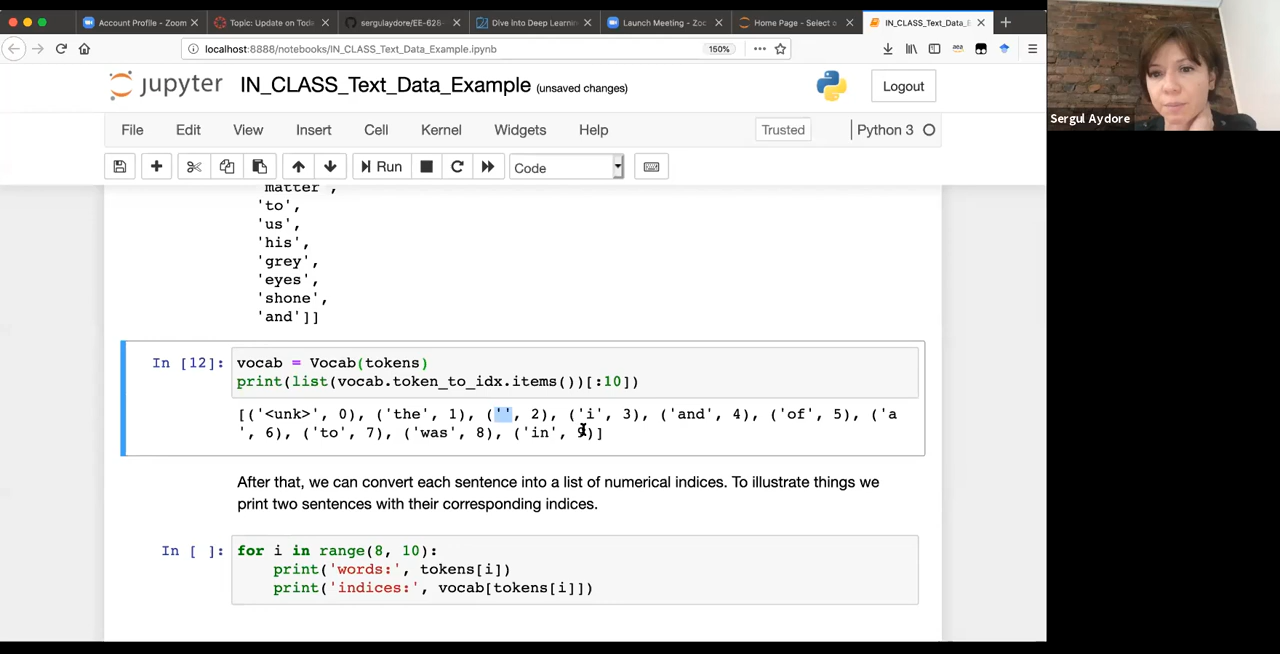 Account Profile - Zoom
Topic: Update on Tod
sergulaydore/EE-628-
Dive into Deep Learnin
Launch Meeting - Zoo
Home Page - Select o
IN_CLASS_Text_Data_E
localhost:8888/notebooks/IN_CLASS_Text_Data_Example.ipynb
150%
jupyter
IN_CLASS_Text_Data_Example (unsaved changes)
Logout
Sergul Aydore
File Edit View Insert Cell Kernel Widgets Help
Trusted
Python 3
Run
Code
'matter',
'to',
'us',
'his',
'grey',
'eyes',
'shone',
'and']]
In [12]: vocab = Vocab(tokens)
print(list(vocab.token_to_idx.items())[:10])
[('<unk>', 0), ('the', 1), ('', 2), ('i', 3), ('and', 4), ('of', 5), ('a
', 6), ('to', 7), ('was', 8), ('in', 9)]
After that, we can convert each sentence into a list of numerical indices. To illustrate things we
print two sentences with their corresponding indices.
In [ ]: for i in range(8, 10):
print('words:', tokens[i])
print('indices:', vocab[tokens[i]])